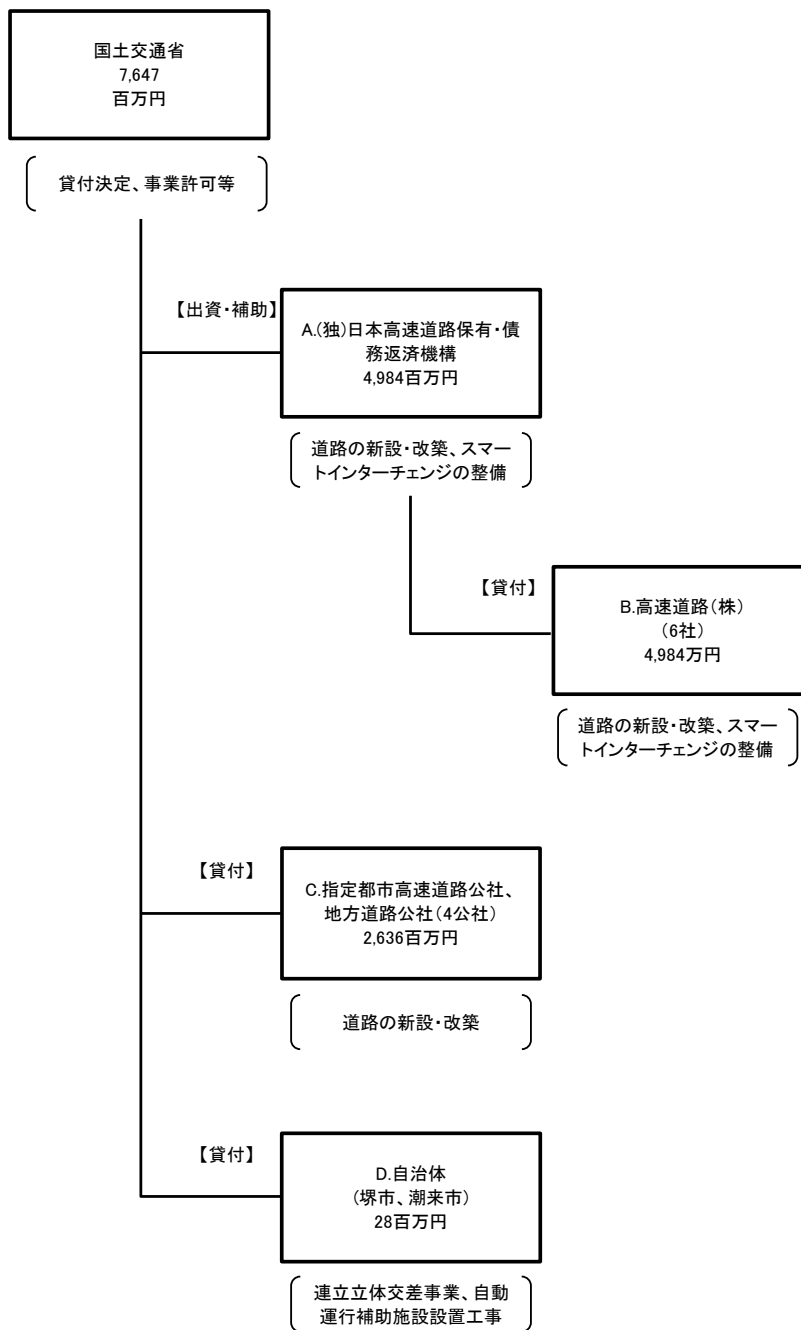 国土交通省
7,647
百万円
貸付決定、事業許可等
【出資・補助】
A.(独)日本高速道路保有・債
務返済機構
4,984百万円
道路の新設・改築、スマー
トインターチェンジの整備
【貸付】
B.高速道路(株)
(6社)
4,984万円
道路の新設・改築、スマー
トインターチェンジの整備
【貸付】
C.指定都市高速道路公社、
地方道路公社(4公社)
2,636百万円
道路の新設・改築
【貸付】
D.自治体
(堺市、潮来市)
28百万円
連立立体交差事業、自動
運行補助施設設置工事